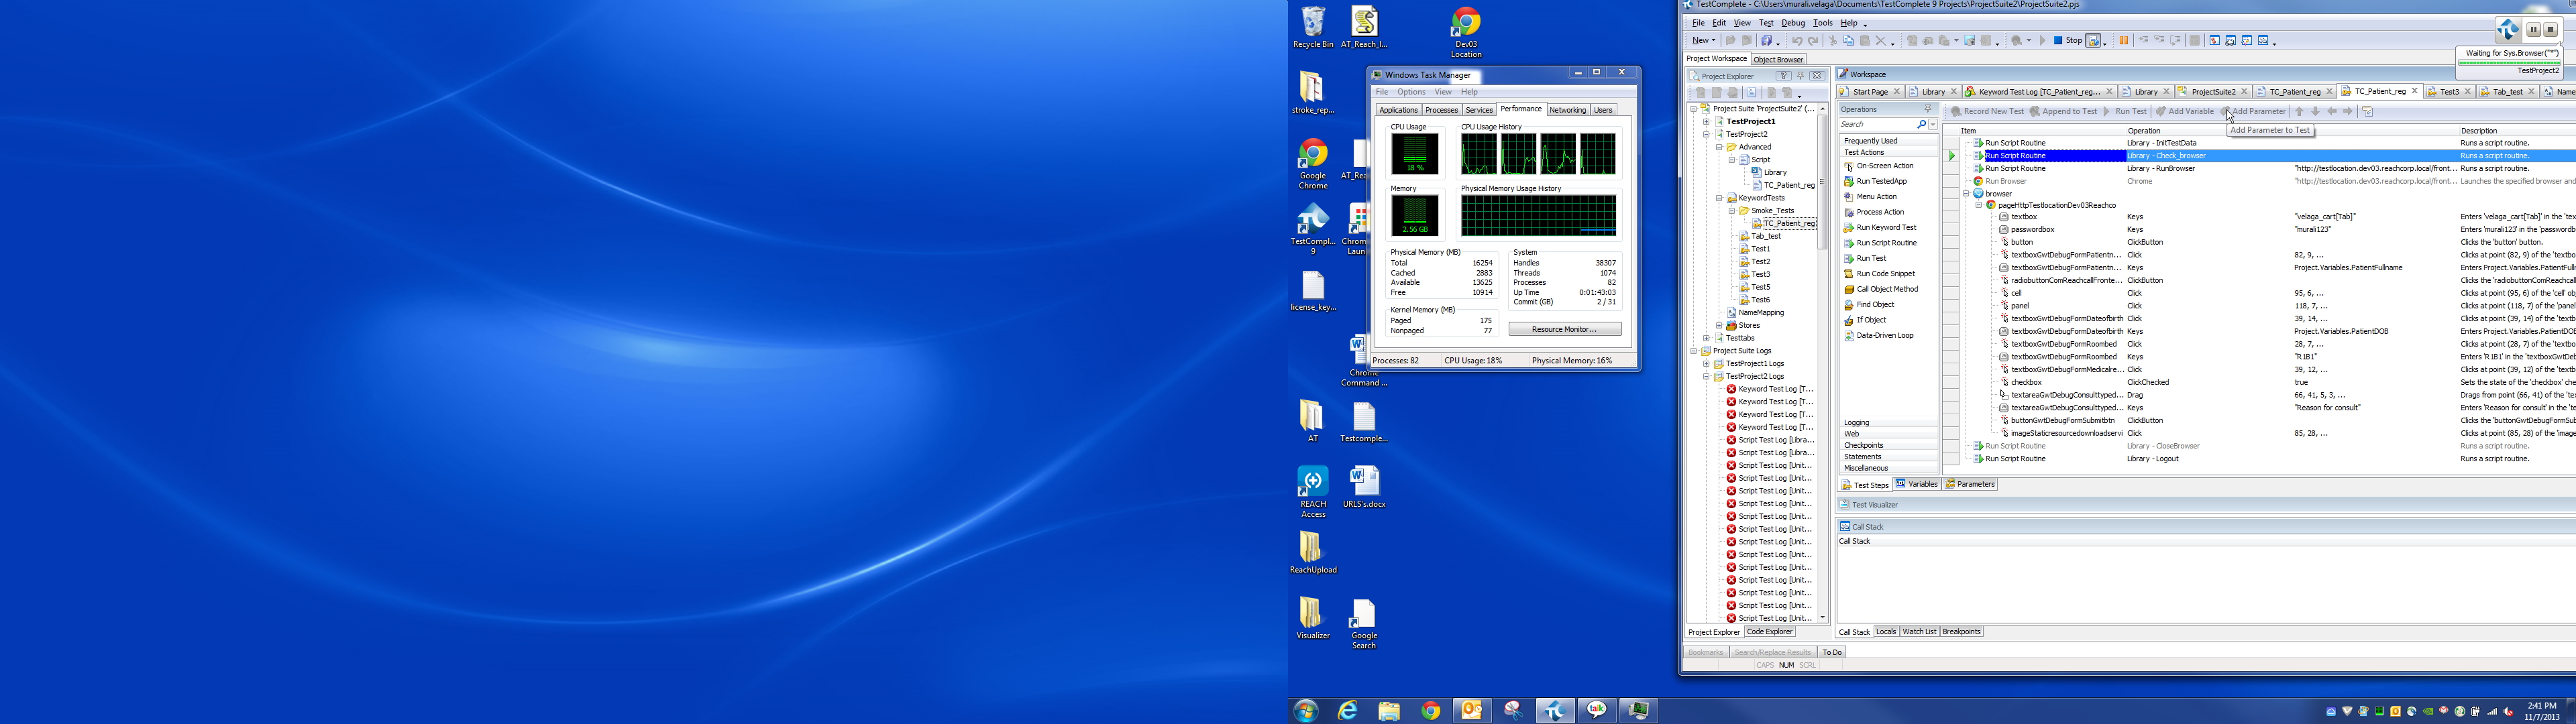 Recycle Bin
AT_Reach_I...
Dev03
Location
stroke_rep...
Google
Chrome
AT_Rea
TestCompl...
9
Chrom
Laun
license_key...
Chrome
Command ...
AT
Testcomple...
REACH
Access
URLS's.docx
ReachUpload
Visualizer
Google
Search
Windows Task Manager
File Options View Help
Applications Processes Services Performance Networking Users
CPU Usage
CPU Usage History
18 %
Memory
Physical Memory Usage History
2.56 GB
Physical Memory (MB)
Total 16254
Cached 2883
Available 13625
Free 10914
Kernel Memory (MB)
Paged 175
Nonpaged 77
System
Handles 38307
Threads 1074
Processes 82
Up Time 0:01:43:03
Commit (GB) 2 / 31
Resource Monitor...
Processes: 82 CPU Usage: 18% Physical Memory: 16%
TestComplete - C:\Users\murali.velaga\Documents\TestComplete 9 Projects\ProjectSuite2\ProjectSuite2.pjs
File Edit View Test Debug Tools Help
New
Stop
Waiting for Sys.Browser("*")
TestProject2
Project Workspace Object Browser
Project Explorer
Project Suite 'ProjectSuite2' (...
TestProject1
TestProject2
Advanced
Script
Library
TC_Patient_reg
KeywordTests
Smoke_Tests
TC_Patient_reg
Tab_test
Test1
Test2
Test3
Test5
Test6
NameMapping
Stores
Testtabs
Project Suite Logs
TestProject1 Logs
TestProject2 Logs
Keyword Test Log [T...
Keyword Test Log [T...
Keyword Test Log [T...
Keyword Test Log [T...
Script Test Log [Libra...
Script Test Log [Libra...
Script Test Log [Unit...
Script Test Log [Unit...
Script Test Log [Unit...
Script Test Log [Unit...
Script Test Log [Unit...
Script Test Log [Unit...
Script Test Log [Unit...
Script Test Log [Unit...
Script Test Log [Unit...
Script Test Log [Unit...
Script Test Log [Unit...
Script Test Log [Unit...
Script Test Log [Unit...
Project Explorer Code Explorer
Workspace
Start Page Library Keyword Test Log [TC_Patient_reg... Library ProjectSuite2 TC_Patient_reg TC_Patient_reg Test3 Tab_test Name
Operations
Search
Frequently Used
Test Actions
On-Screen Action
Run TestedApp
Menu Action
Process Action
Run Keyword Test
Run Script Routine
Run Test
Run Code Snippet
Call Object Method
Find Object
If Object
Data-Driven Loop
Logging
Web
Checkpoints
Statements
Miscellaneous
Record New Test Append to Test Run Test Add Variable Add Parameter
Add Parameter to Test
Item Operation Description
Run Script Routine Library - InitTestData Runs a script routine.
Run Script Routine Library - Check_browser Runs a script routine.
Run Script Routine Library - RunBrowser "http://testlocation.dev03.reachcorp.local/front... Runs a script routine.
Run Browser Chrome "http://testlocation.dev03.reachcorp.local/front... Launches the specified browser and
browser
pageHttpTestlocationDev03Reachco
textbox Keys "velaga_cart[Tab]" Enters 'velaga_cart[Tab]' in the 'tex
passwordbox Keys "murali123" Enters 'murali123' in the 'passwordb
button ClickButton Clicks the 'button' button.
textboxGwtDebugFormPatientn... Click 82, 9, ... Clicks at point (82, 9) of the 'textbo
textboxGwtDebugFormPatientn... Keys Project.Variables.PatientFullname Enters Project.Variables.PatientFull
radiobuttonComReachcallFronte... ClickButton Clicks the 'radiobuttonComReachcall
cell Click 95, 6, ... Clicks at point (95, 6) of the 'cell' obj
panel Click 118, 7, ... Clicks at point (118, 7) of the 'panel
textboxGwtDebugFormDateofbirth Click 39, 14, ... Clicks at point (39, 14) of the 'textb
textboxGwtDebugFormDateofbirth Keys Project.Variables.PatientDOB Enters Project.Variables.PatientDOB
textboxGwtDebugFormRoombed Click 28, 7, ... Clicks at point (28, 7) of the 'textbo
textboxGwtDebugFormRoombed Keys "R1B1" Enters 'R1B1' in the 'textboxGwtDeb
textboxGwtDebugFormMedicalre... Click 39, 12, ... Clicks at point (39, 12) of the 'textb
checkbox ClickChecked true Sets the state of the 'checkbox' che
textareaGwtDebugConsulttyped... Drag 66, 41, 5, 3, ... Drags from point (66, 41) of the 'tex
textareaGwtDebugConsulttyped... Keys "Reason for consult" Enters 'Reason for consult' in the 'te
buttonGwtDebugFormSubmitbtn ClickButton Clicks the 'buttonGwtDebugFormSub
imageStaticresourcedownloadservi Click 85, 28, ... Clicks at point (85, 28) of the 'image
Run Script Routine Library - CloseBrowser Runs a script routine.
Run Script Routine Library - Logout Runs a script routine.
Test Steps Variables Parameters
Test Visualizer
Call Stack
Call Stack
Call Stack Locals Watch List Breakpoints
Bookmarks Search/Replace Results To Do
CAPS NUM SCRL
talk
2:41 PM
11/7/2013